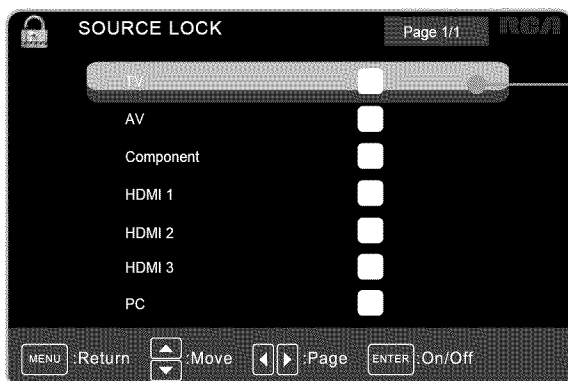 SOURCE LOCK
Page 1/1
RCA
TV
AV
Component
HDMI 1
HDMI 2
HDMI 3
PC
MENU :Return :Move :Page ENTER :On/Off